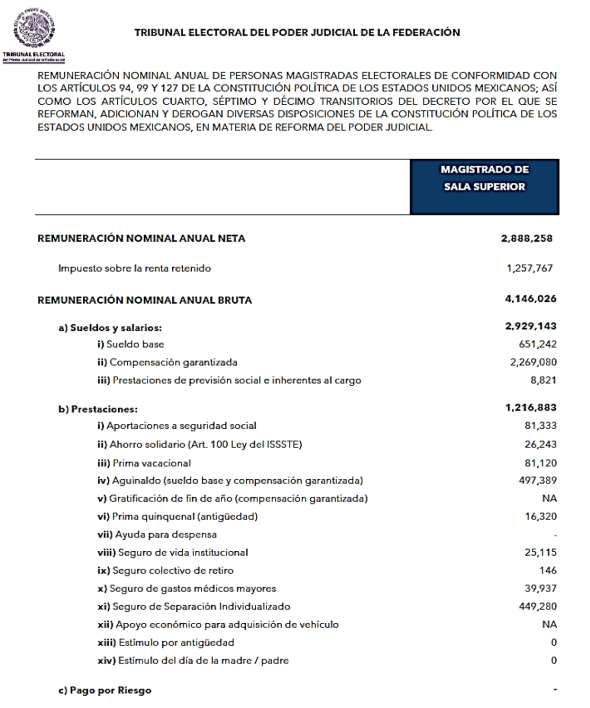 TRIBUNAL ELECTORAL DEL PODER JUDICIAL DE LA FEDERACIÓN
TRIBUNAL ELECTORAL
del Poder Judicial de la Federación
REMUNERACIÓN NOMINAL ANUAL DE PERSONAS MAGISTRADAS ELECTORALES DE CONFORMIDAD CON
LOS ARTÍCULOS 94, 99 Y 127 DE LA CONSTITUCIÓN POLÍTICA DE LOS ESTADOS UNIDOS MEXICANOS; ASÍ
COMO LOS ARTÍCULOS CUARTO, SÉPTIMO Y DÉCIMO TRANSITORIOS DEL DECRETO POR EL QUE SE
REFORMAN, ADICIONAN Y DEROGAN DIVERSAS DISPOSICIONES DE LA CONSTITUCIÓN POLÍTICA DE LOS
ESTADOS UNIDOS MEXICANOS, EN MATERIA DE REFORMA DEL PODER JUDICIAL.
MAGISTRADO DE
SALA SUPERIOR
REMUNERACIÓN NOMINAL ANUAL NETA 2,888,258
Impuesto sobre la renta retenido 1,257,767
REMUNERACIÓN NOMINAL ANUAL BRUTA 4,146,026
a) Sueldos y salarios: 2,929,143
i) Sueldo base 651,242
ii) Compensación garantizada 2,269,080
iii) Prestaciones de previsión social e inherentes al cargo 8,821
b) Prestaciones: 1,216,883
i) Aportaciones a seguridad social 81,333
ii) Ahorro solidario (Art. 100 Ley del ISSSTE) 26,243
iii) Prima vacacional 81,120
iv) Aguinaldo (sueldo base y compensación garantizada) 497,389
v) Gratificación de fin de año (compensación garantizada) NA
vi) Prima quinquenal (antigüedad) 16,320
vii) Ayuda para despensa -
viii) Seguro de vida institucional 25,115
ix) Seguro colectivo de retiro 146
x) Seguro de gastos médicos mayores 39,937
xi) Seguro de Separación Individualizado 449,280
xii) Apoyo económico para adquisición de vehículo NA
xiii) Estímulo por antigüedad 0
xiv) Estímulo del día de la madre / padre 0
c) Pago por Riesgo -